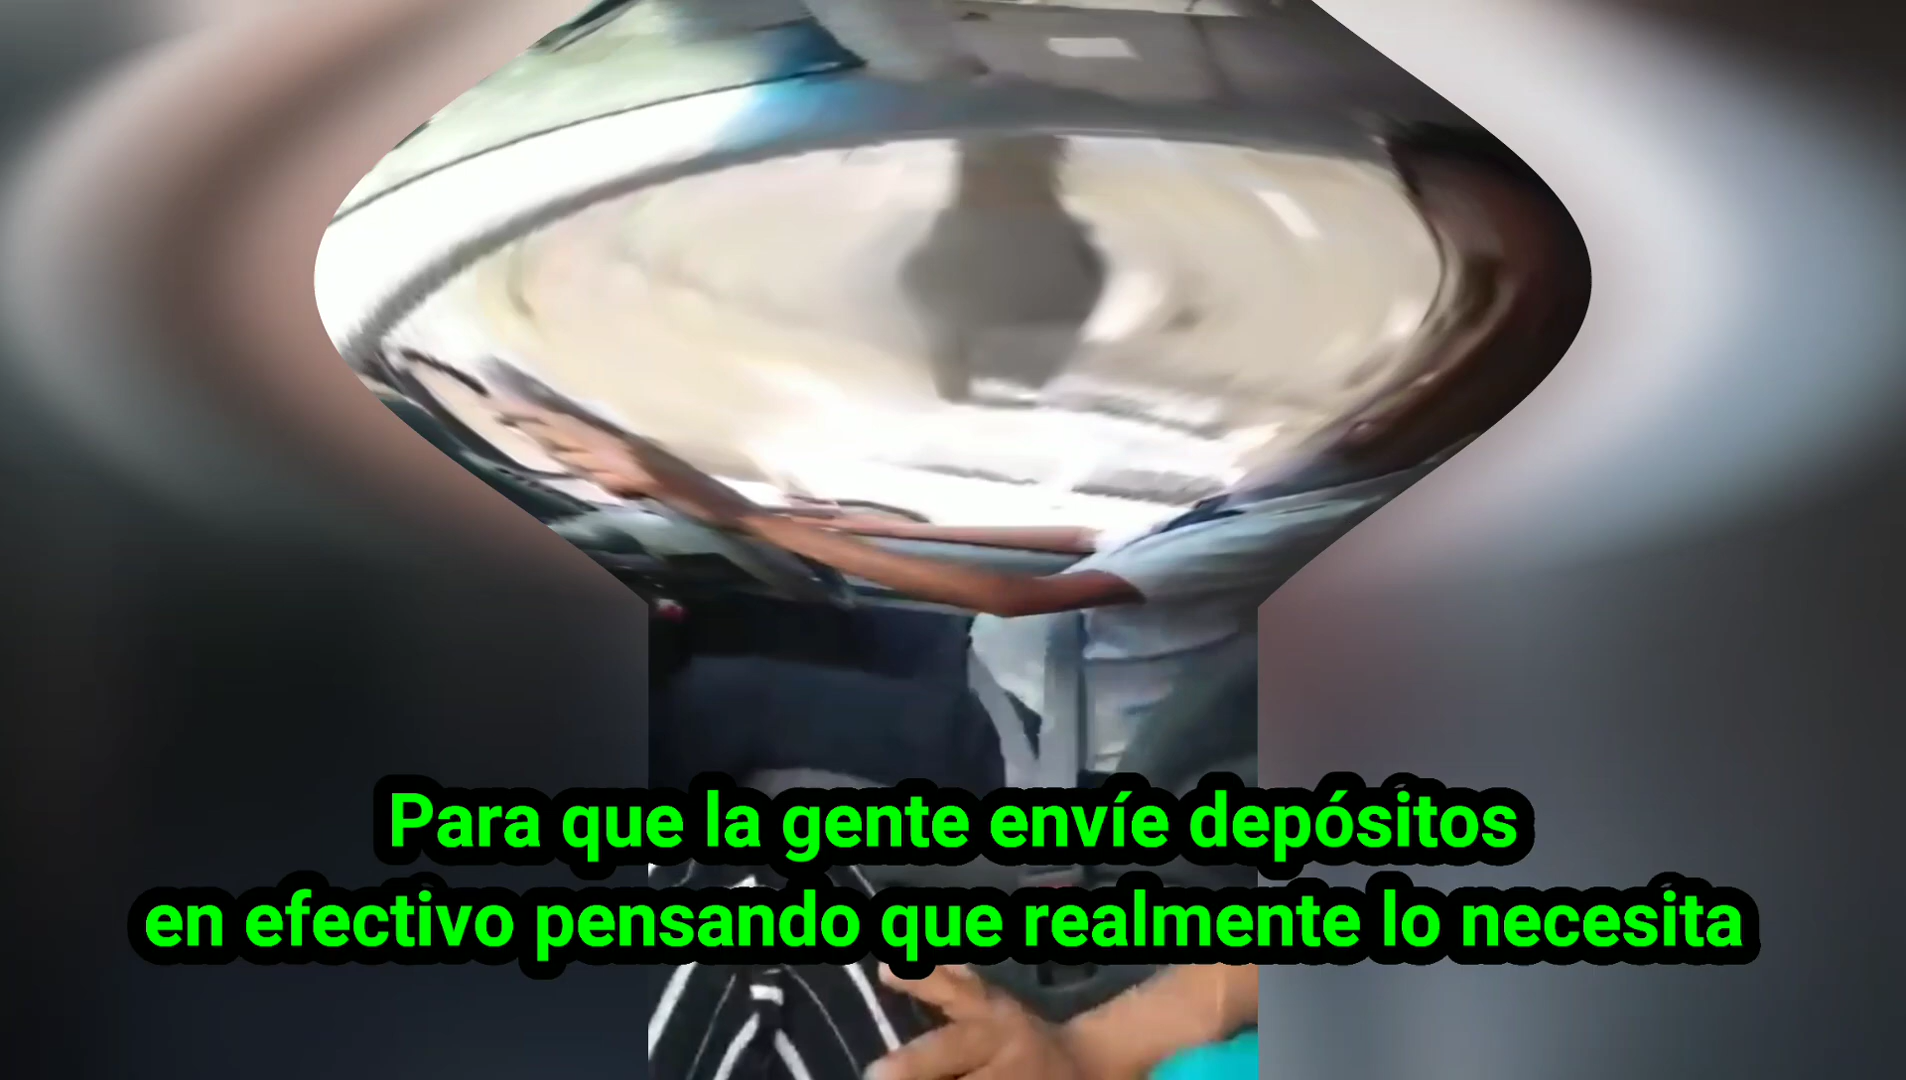 Para que la gente envíe depósitos
en efectivo pensando que realmente lo necesita